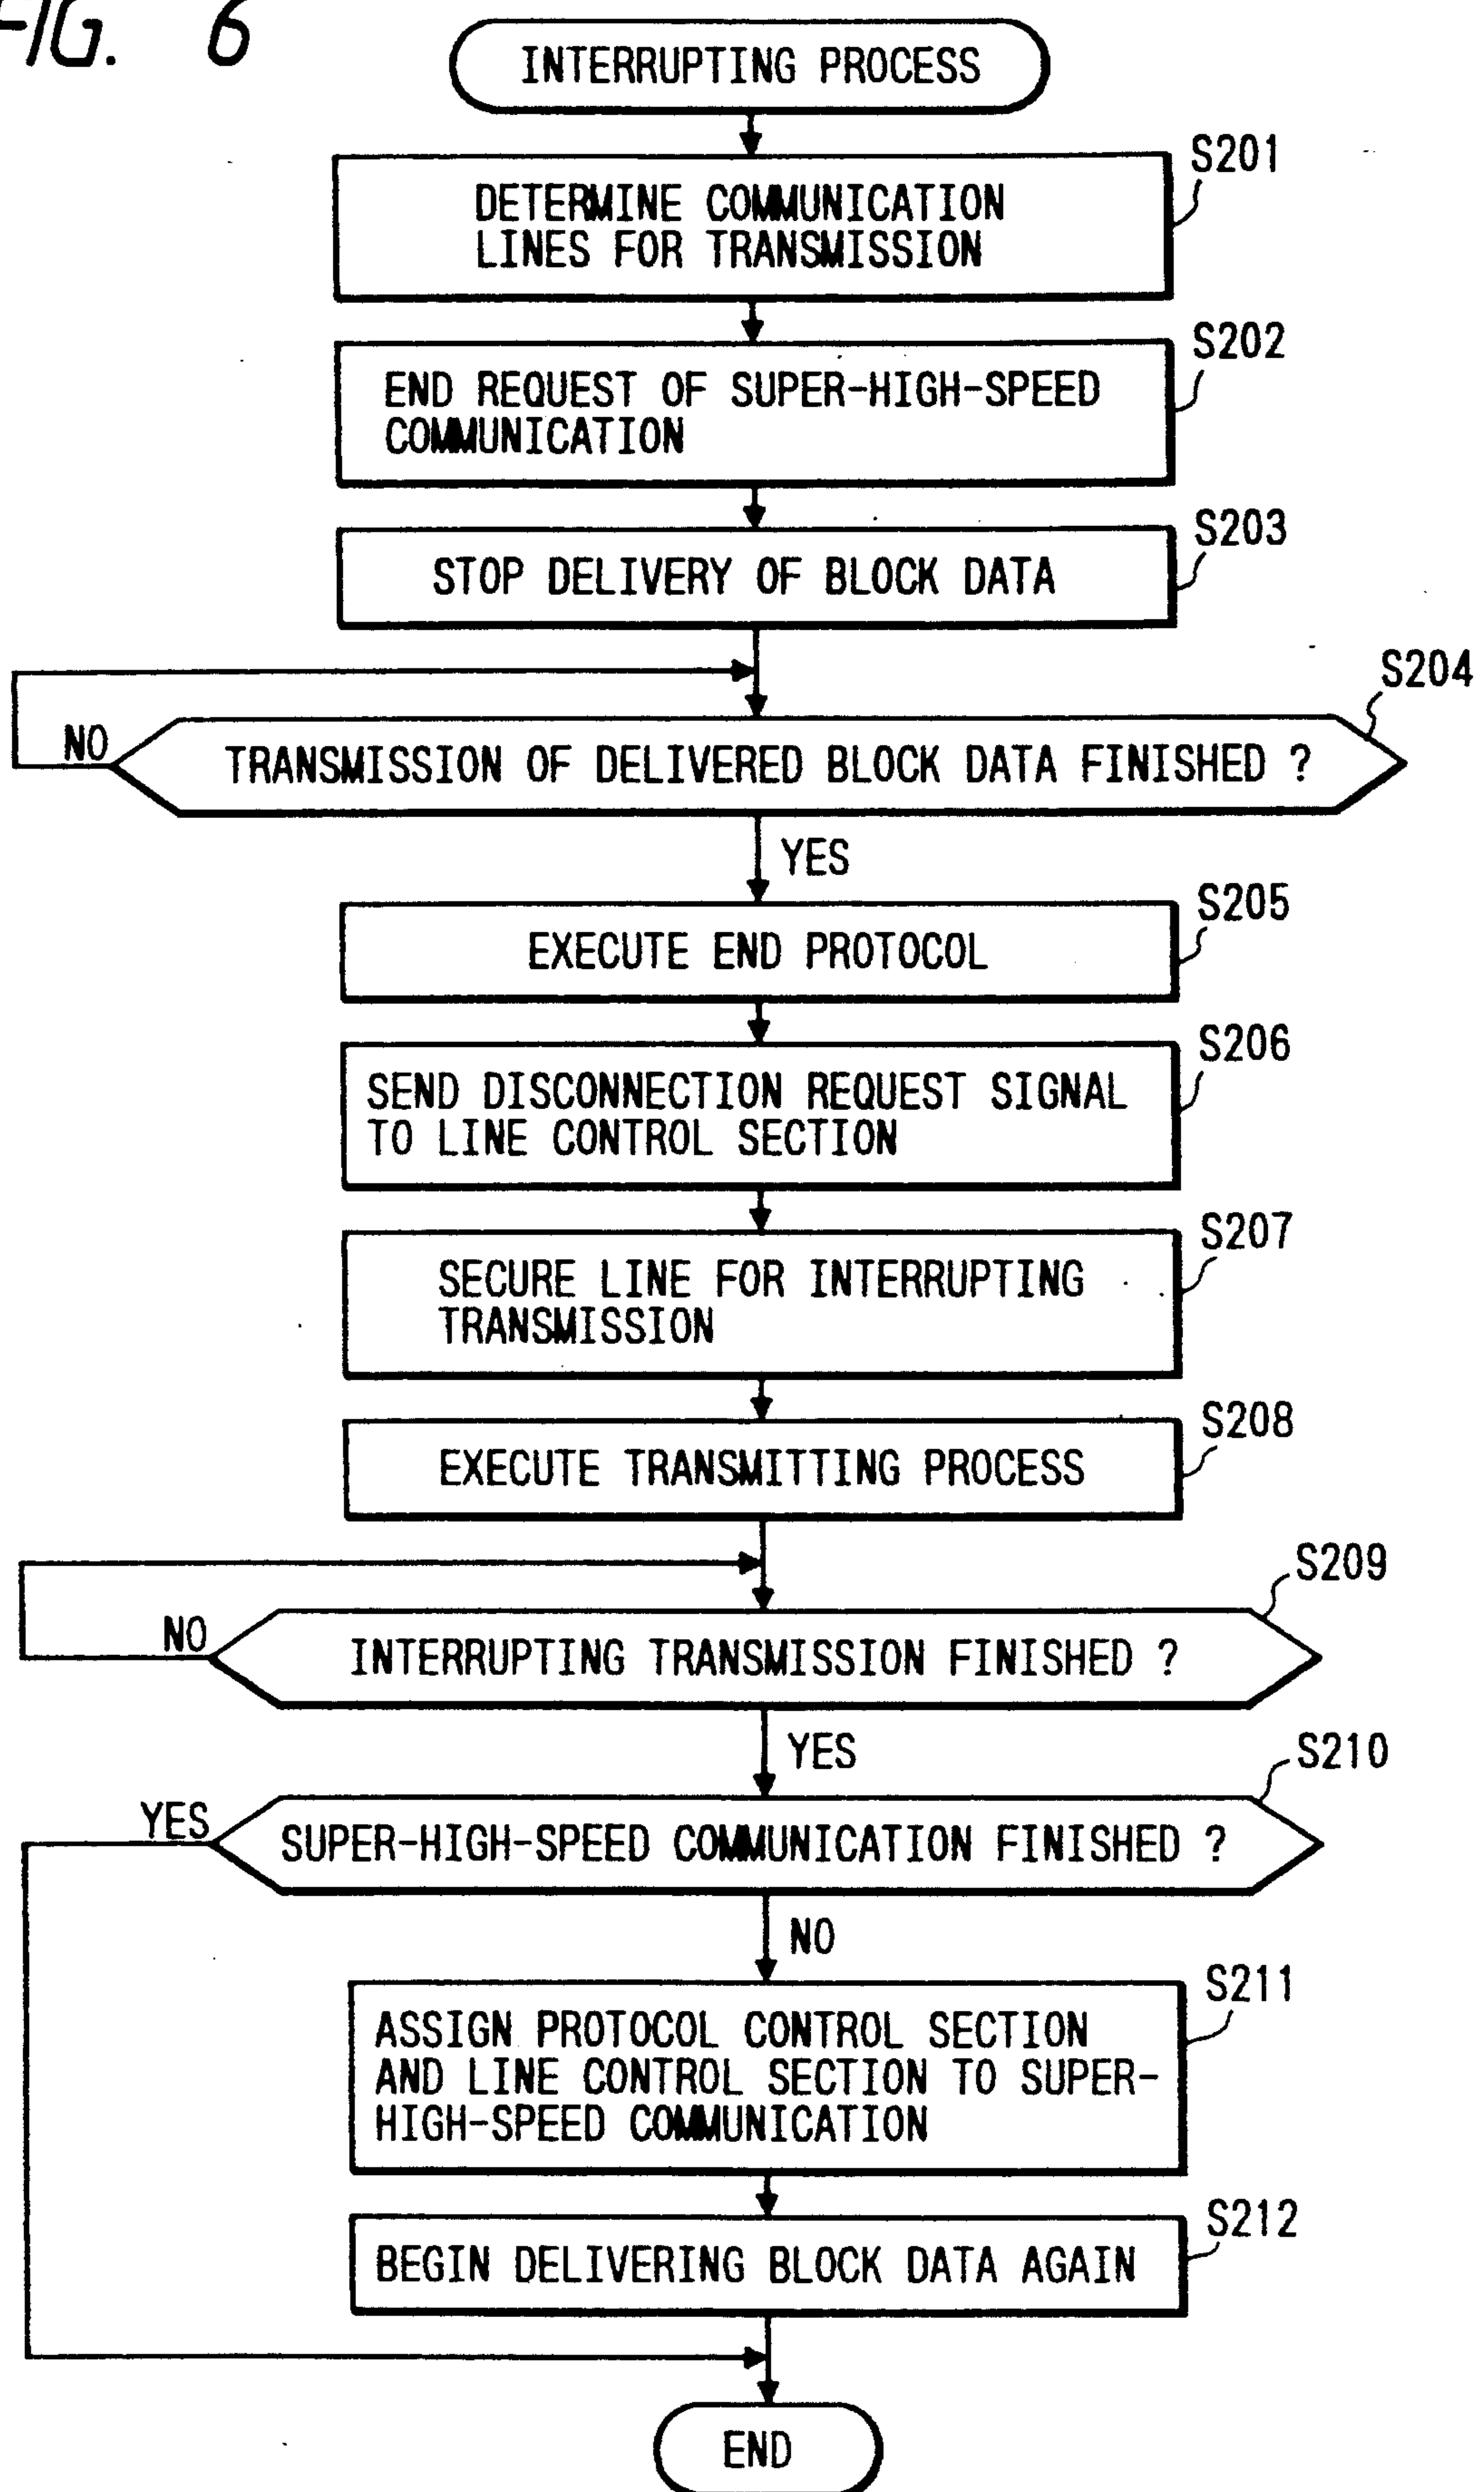 FIG. 6
INTERRUPTING PROCESS
S201
DETERMINE COMMUNICATION
LINES FOR TRANSMISSION
S202
END REQUEST OF SUPER-HIGH-SPEED
COMMUNICATION
S203
STOP DELIVERY OF BLOCK DATA
S204
NO
TRANSMISSION OF DELIVERED BLOCK DATA FINISHED ?
YES
S205
EXECUTE END PROTOCOL
S206
SEND DISCONNECTION REQUEST SIGNAL
TO LINE CONTROL SECTION
S207
SECURE LINE FOR INTERRUPTING
TRANSMISSION
S208
EXECUTE TRANSMITTING PROCESS
S209
NO
INTERRUPTING TRANSMISSION FINISHED ?
YES
S210
YES
SUPER-HIGH-SPEED COMMUNICATION FINISHED ?
NO
S211
ASSIGN PROTOCOL CONTROL SECTION
AND LINE CONTROL SECTION TO SUPER-
HIGH-SPEED COMMUNICATION
S212
BEGIN DELIVERING BLOCK DATA AGAIN
END